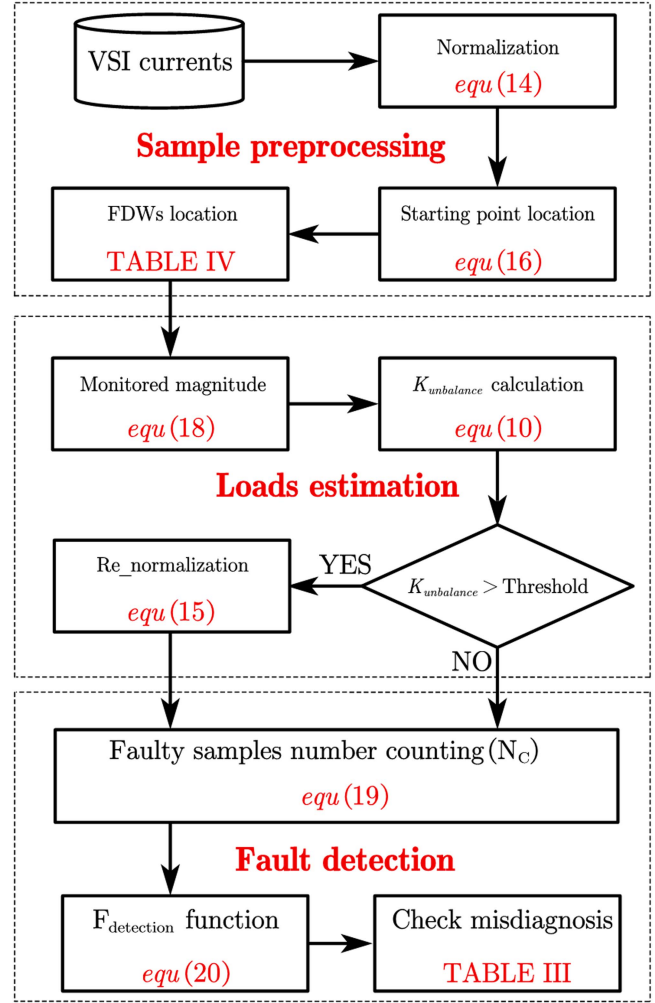 VSI currents
Normalization
equ(14)
Sample preprocessing
FDWs location
TABLE IV
Starting point location
equ(16)
Monitored magnitude
equ(18)
K_unbalance calculation
equ(10)
Loads estimation
Re_normalization
equ(15)
YES
K_unbalance > Threshold
NO
Faulty samples number counting(N_C)
equ(19)
Fault detection
F_detection function
equ(20)
Check misdiagnosis
TABLE III